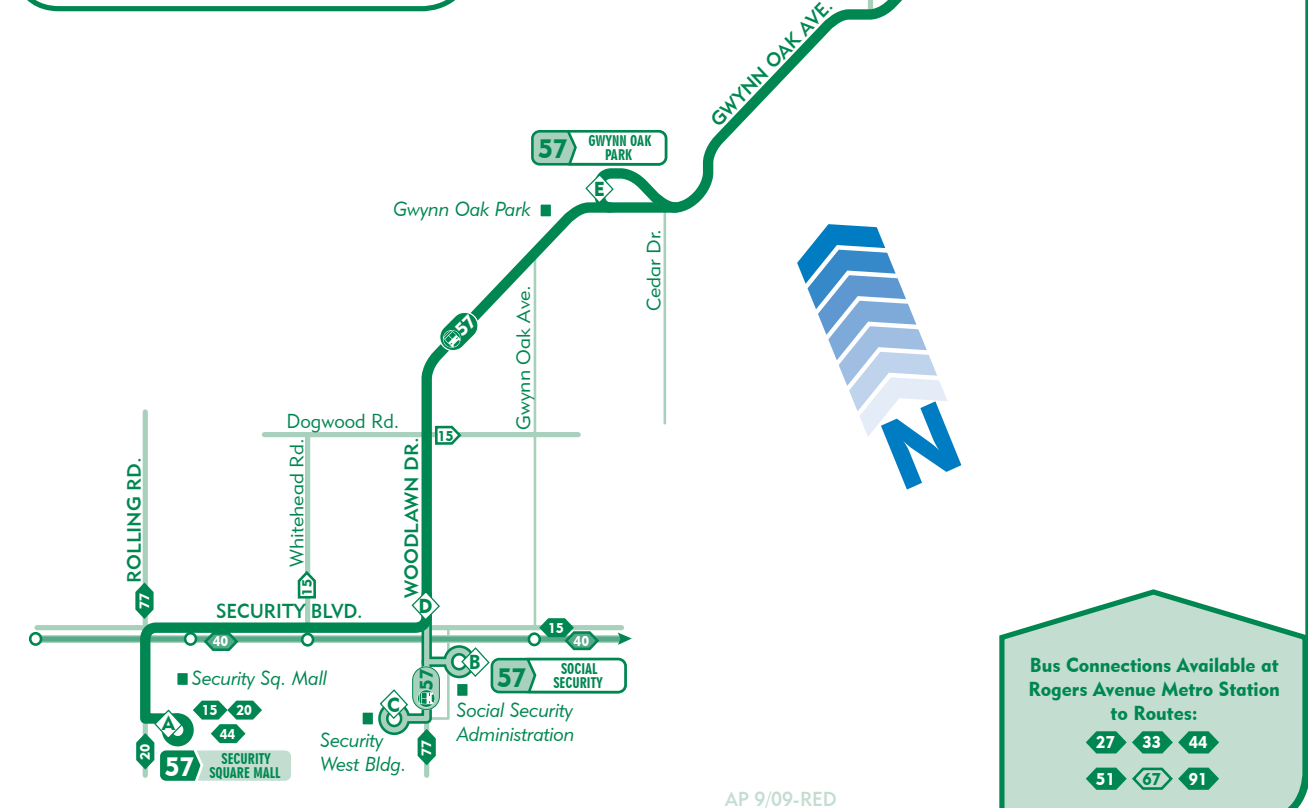 GWYNN OAK AVE.
57
GWYNN OAK
PARK
E
Gwynn Oak Park
Cedar Dr.
Gwynn Oak Ave.
57
N
Dogwood Rd.
15
WOODLAWN DR.
Whitehead Rd.
15
ROLLING RD.
77
SECURITY BLVD.
D
15
40
40
B
57
SOCIAL
SECURITY
57
Security Sq. Mall
C
Social Security
Administration
A
15
20
44
Security
West Bldg.
77
20
57
SECURITY
SQUARE MALL
Bus Connections Available at
Rogers Avenue Metro Station
to Routes:
27 33 44
51 67 91
AP 9/09-RED